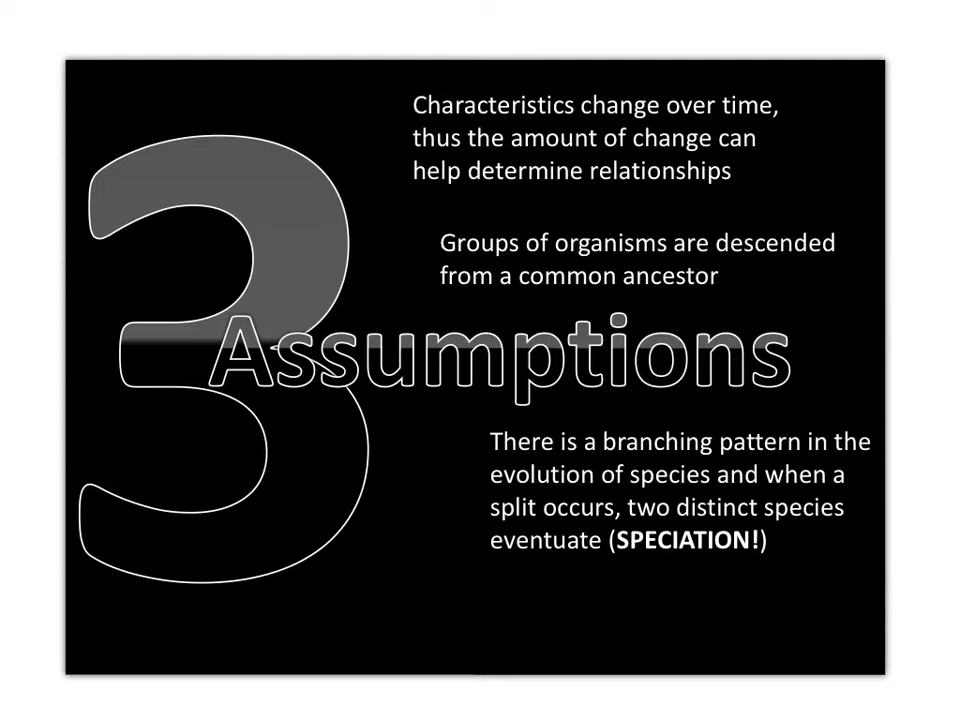 Characteristics change over time,
thus the amount of change can
help determine relationships
Groups of organisms are descended
from a common ancestor
3 Assumptions
There is a branching pattern in the
evolution of species and when a
split occurs, two distinct species
eventuate (SPECIATION!)